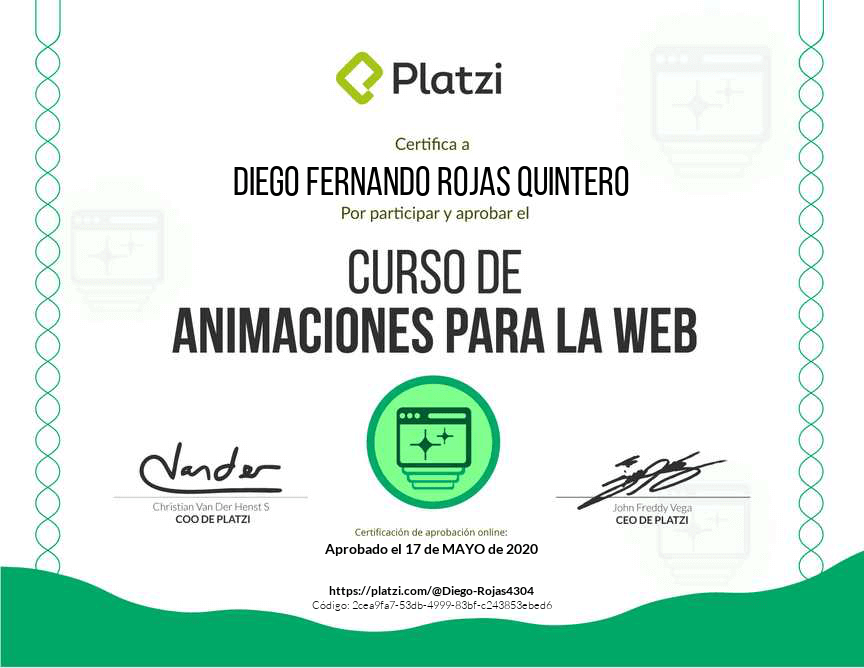 Platzi
Certifica a
DIEGO FERNANDO ROJAS QUINTERO
Por participar y aprobar el
CURSO DE
ANIMACIONES PARA LA WEB
Vander
Christian Van Der Henst S
COO DE PLATZI
John Freddy Vega
CEO DE PLATZI
Certificación de aprobación online:
Aprobado el 17 de MAYO de 2020
https://platzi.com/@Diego-Rojas4304
Código: 2cea9fa7-53db-4999-83bf-c243853ebed6